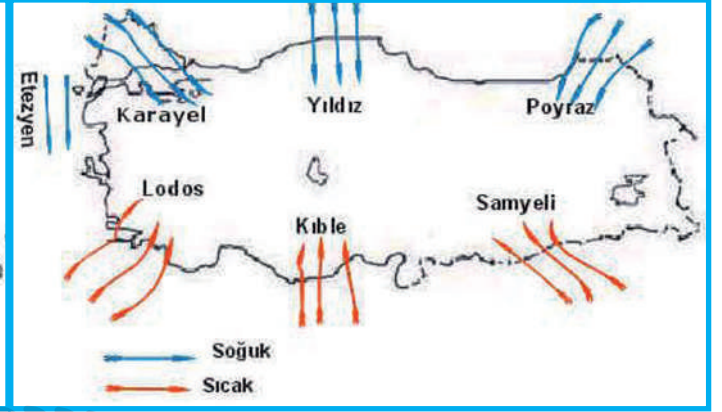 Etezyen
Karayel
Yıldız
Poyraz
Lodos
Kıble
Samyeli
Soğuk
Sıcak